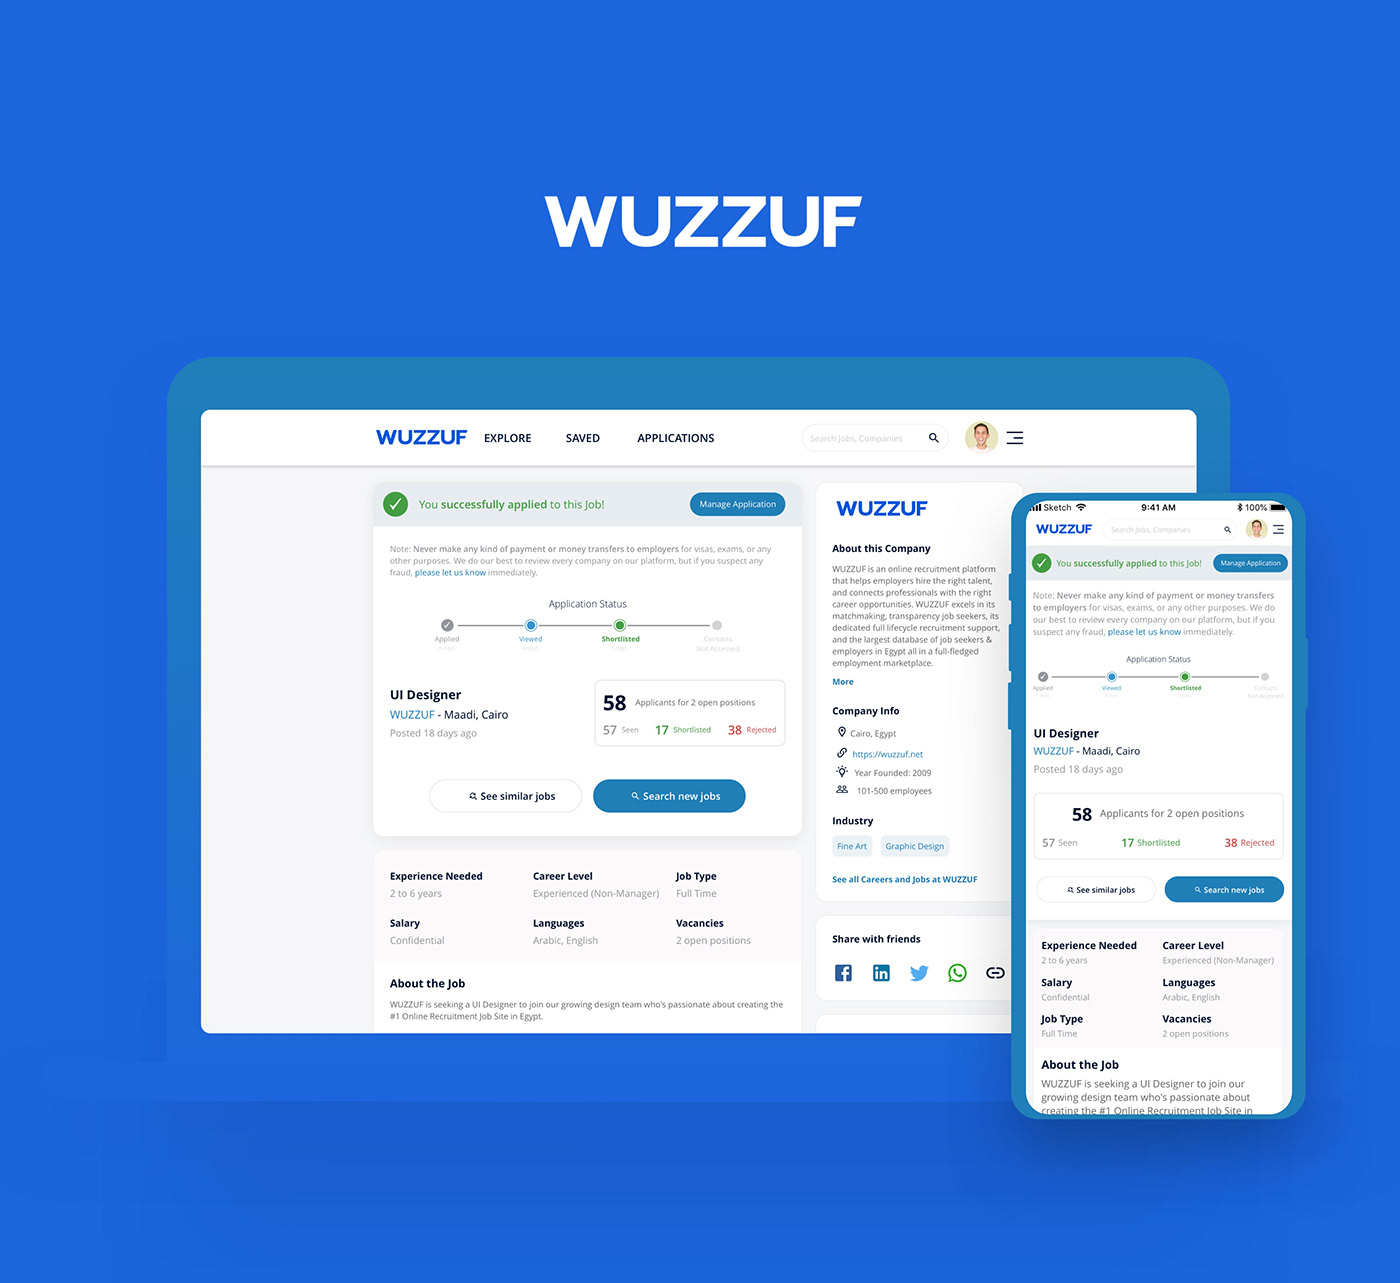 WUZZUF
WUZZUF EXPLORE SAVED APPLICATIONS
Search Jobs, Companies
You successfully applied to this Job!
Manage Application
Note: Never make any kind of payment or money transfers to employers for visas, exams, or any
other purposes. We do our best to review every company on our platform, but if you suspect any
fraud, please let us know immediately.
Application Status
Applied
Viewed
Shortlisted
Contacts
Not Accessed
UI Designer
WUZZUF - Maadi, Cairo
Posted 18 days ago
58 Applicants for 2 open positions
57 Seen 17 Shortlisted 38 Rejected
See similar jobs
Search new jobs
Experience Needed
2 to 6 years
Career Level
Experienced (Non-Manager)
Job Type
Full Time
Salary
Confidential
Languages
Arabic, English
Vacancies
2 open positions
About the Job
WUZZUF is seeking a UI Designer to join our growing design team who's passionate about creating the
#1 Online Recruitment Job Site in Egypt.
WUZZUF
About this Company
WUZZUF is an online recruitment platform
that helps employers hire the right talent,
and connects professionals with the right
career opportunities. WUZZUF excels in its
matchmaking, transparency job seekers, its
dedicated full lifecycle recruitment support,
and the largest database of job seekers &
employers in Egypt all in a full-fledged
employment marketplace.
More
Company Info
Cairo, Egypt
https://wuzzuf.net
Year Founded: 2009
101-500 employees
Industry
Fine Art
Graphic Design
See all Careers and Jobs at WUZZUF
Share with friends
Sketch 9:41 AM 100%
WUZZUF
Search Jobs, Companies
You successfully applied to this Job!
Manage Application
Note: Never make any kind of payment or money transfers
to employers for visas, exams, or any other purposes. We do
our best to review every company on our platform, but if you
suspect any fraud, please let us know immediately.
Application Status
Applied
Viewed
Shortlisted
Contacts
Not Accessed
UI Designer
WUZZUF - Maadi, Cairo
Posted 18 days ago
58 Applicants for 2 open positions
57 Seen 17 Shortlisted 38 Rejected
See similar jobs
Search new jobs
Experience Needed
2 to 6 years
Career Level
Experienced (Non-Manager)
Salary
Confidential
Languages
Arabic, English
Job Type
Full Time
Vacancies
2 open positions
About the Job
WUZZUF is seeking a UI Designer to join our
growing design team who's passionate about
creating the #1 Online Recruitment Job Site in